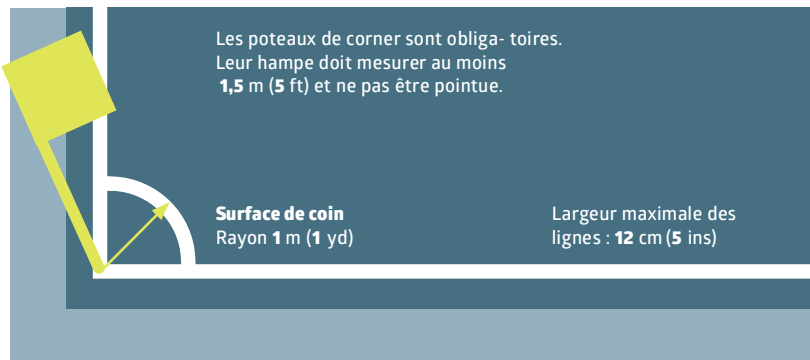 Les poteaux de corner sont obliga- toires.
Leur hampe doit mesurer au moins
1,5 m (5 ft) et ne pas être pointue.
Surface de coin
Rayon 1 m (1 yd)
Largeur maximale des
lignes : 12 cm (5 ins)